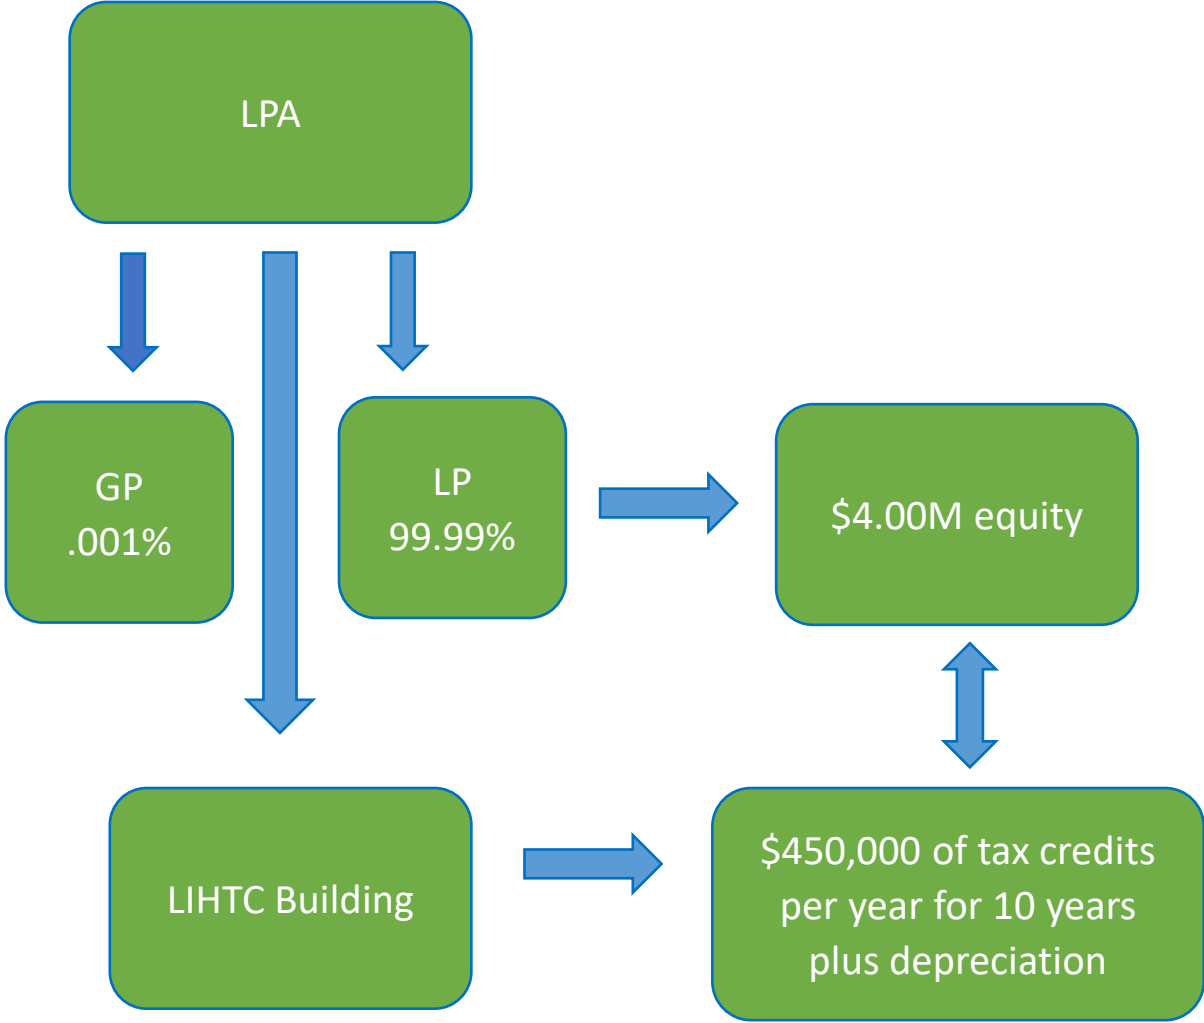 LPA
GP
.001%
LP
99.99%
$4.00M equity
LIHTC Building
$450,000 of tax credits
per year for 10 years
plus depreciation